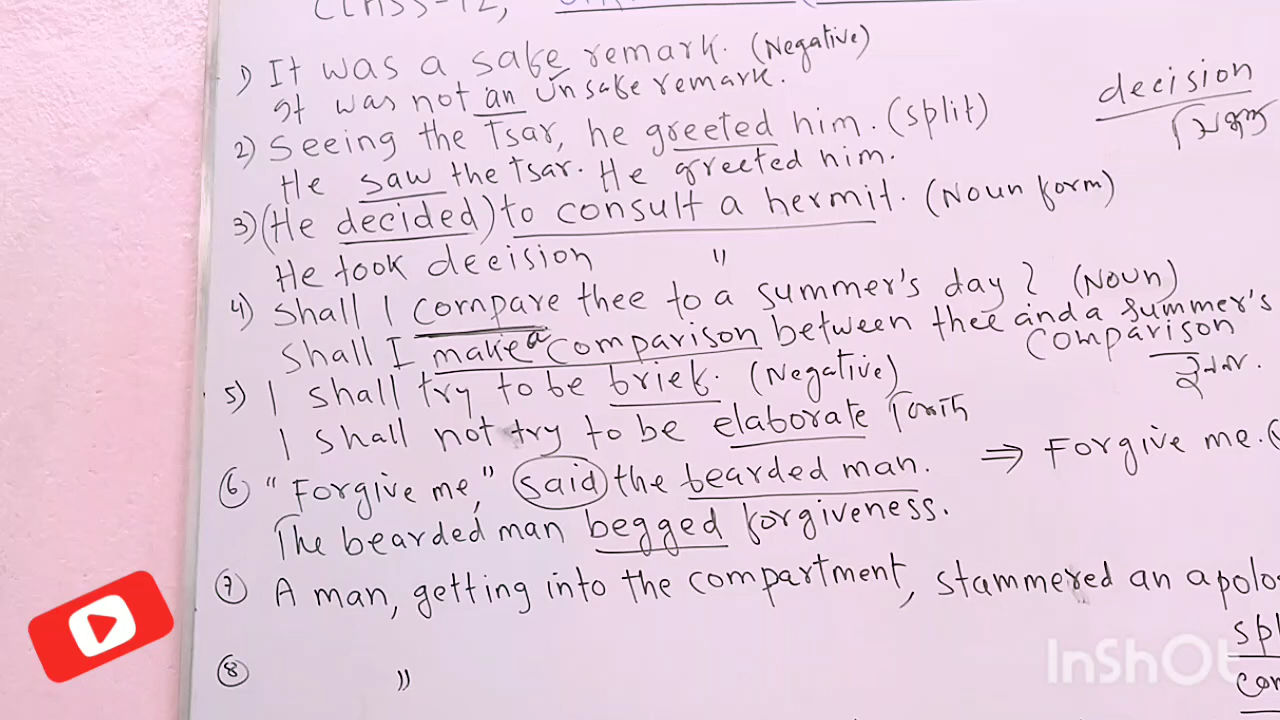 CLASS-12,
1) It was a safe remark. (Negative)
It was not an unsafe remark.
2) Seeing the Tsar, he greeted him. (split)
He saw the Tsar. He greeted him.
decision
3) (He decided) to consult a hermit. (Noun form)
He took decision "
4) Shall I compare thee to a summer's day? (Noun)
Shall I make a comparison between thee and a summer's
comparison
5) I shall try to be brief. (Negative)
I shall not try to be elaborate
6 "Forgive me," said the bearded man. ⇒ Forgive me. (
The bearded man begged forgiveness.
7 A man, getting into the compartment, stammered an apolo
spl
8 "
com
InShOt